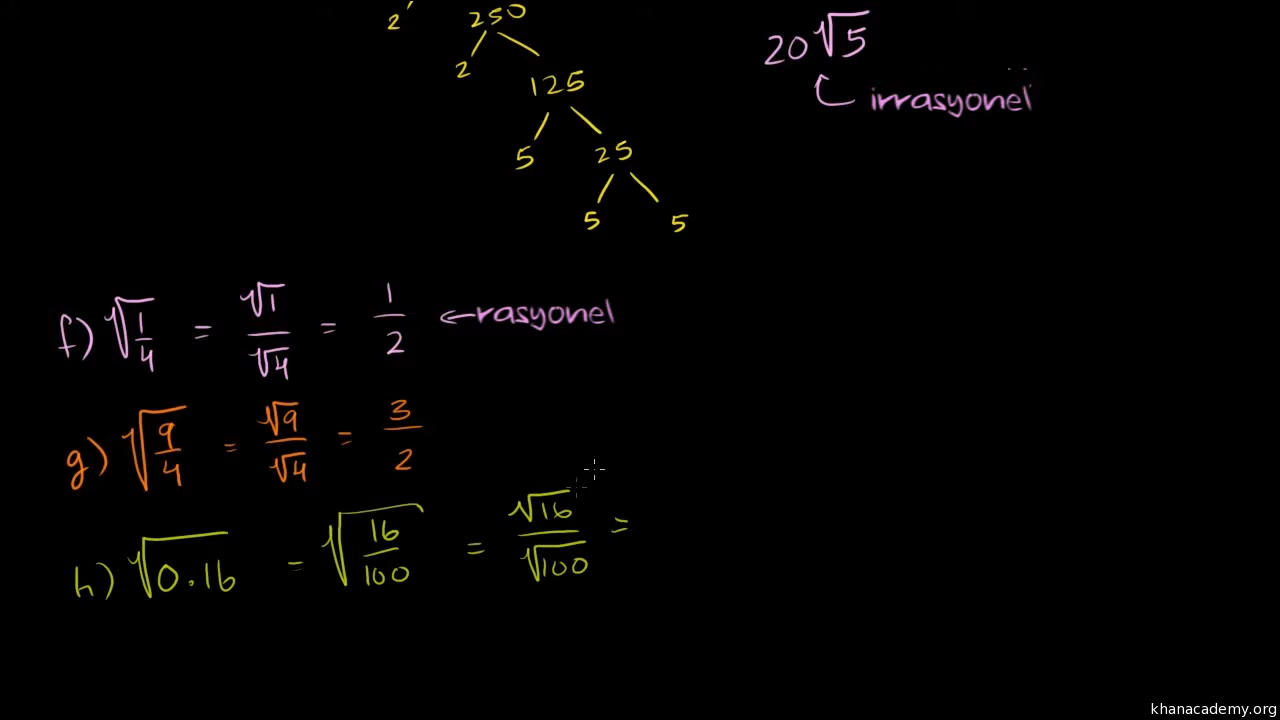 2 250
20√5
2 125
irrasyonel
5 25
5 5
f) √(1/4) = √1/√4 = 1/2 ←rasyonel
g) √(9/4) = √9/√4 = 3/2
h) √0.16 = √(16/100) = √16/√100 =
khanacademy.org